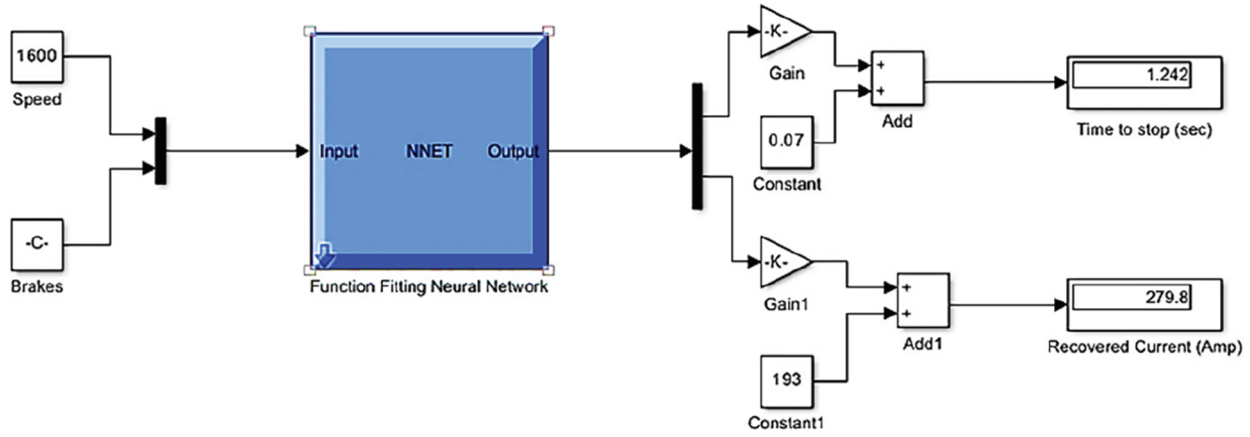 1600
Speed
-C-
Brakes
Input NNET Output
Function Fitting Neural Network
-K-
Gain
0.07
Constant
+
+
Add
1.242
Time to stop (sec)
-K-
Gain1
193
Constant1
+
+
Add1
279.8
Recovered Current (Amp)